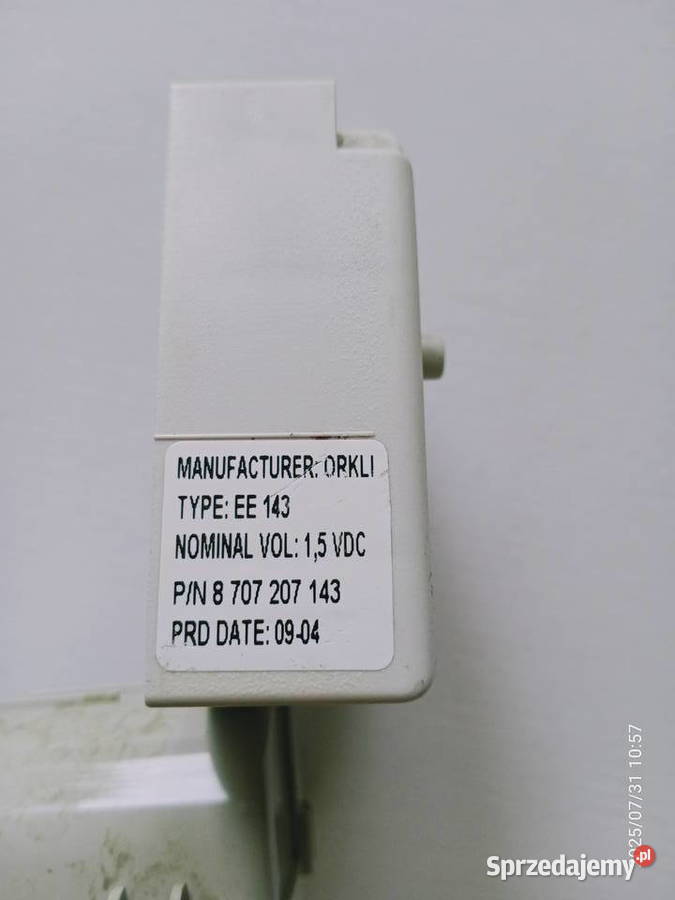 MANUFACTURER: ORKLI
TYPE: EE 143
NOMINAL VOL: 1,5 VDC
P/N 8 707 207 143
PRD DATE: 09-04
025/07/31 10:57
Sprzedajemy.pl